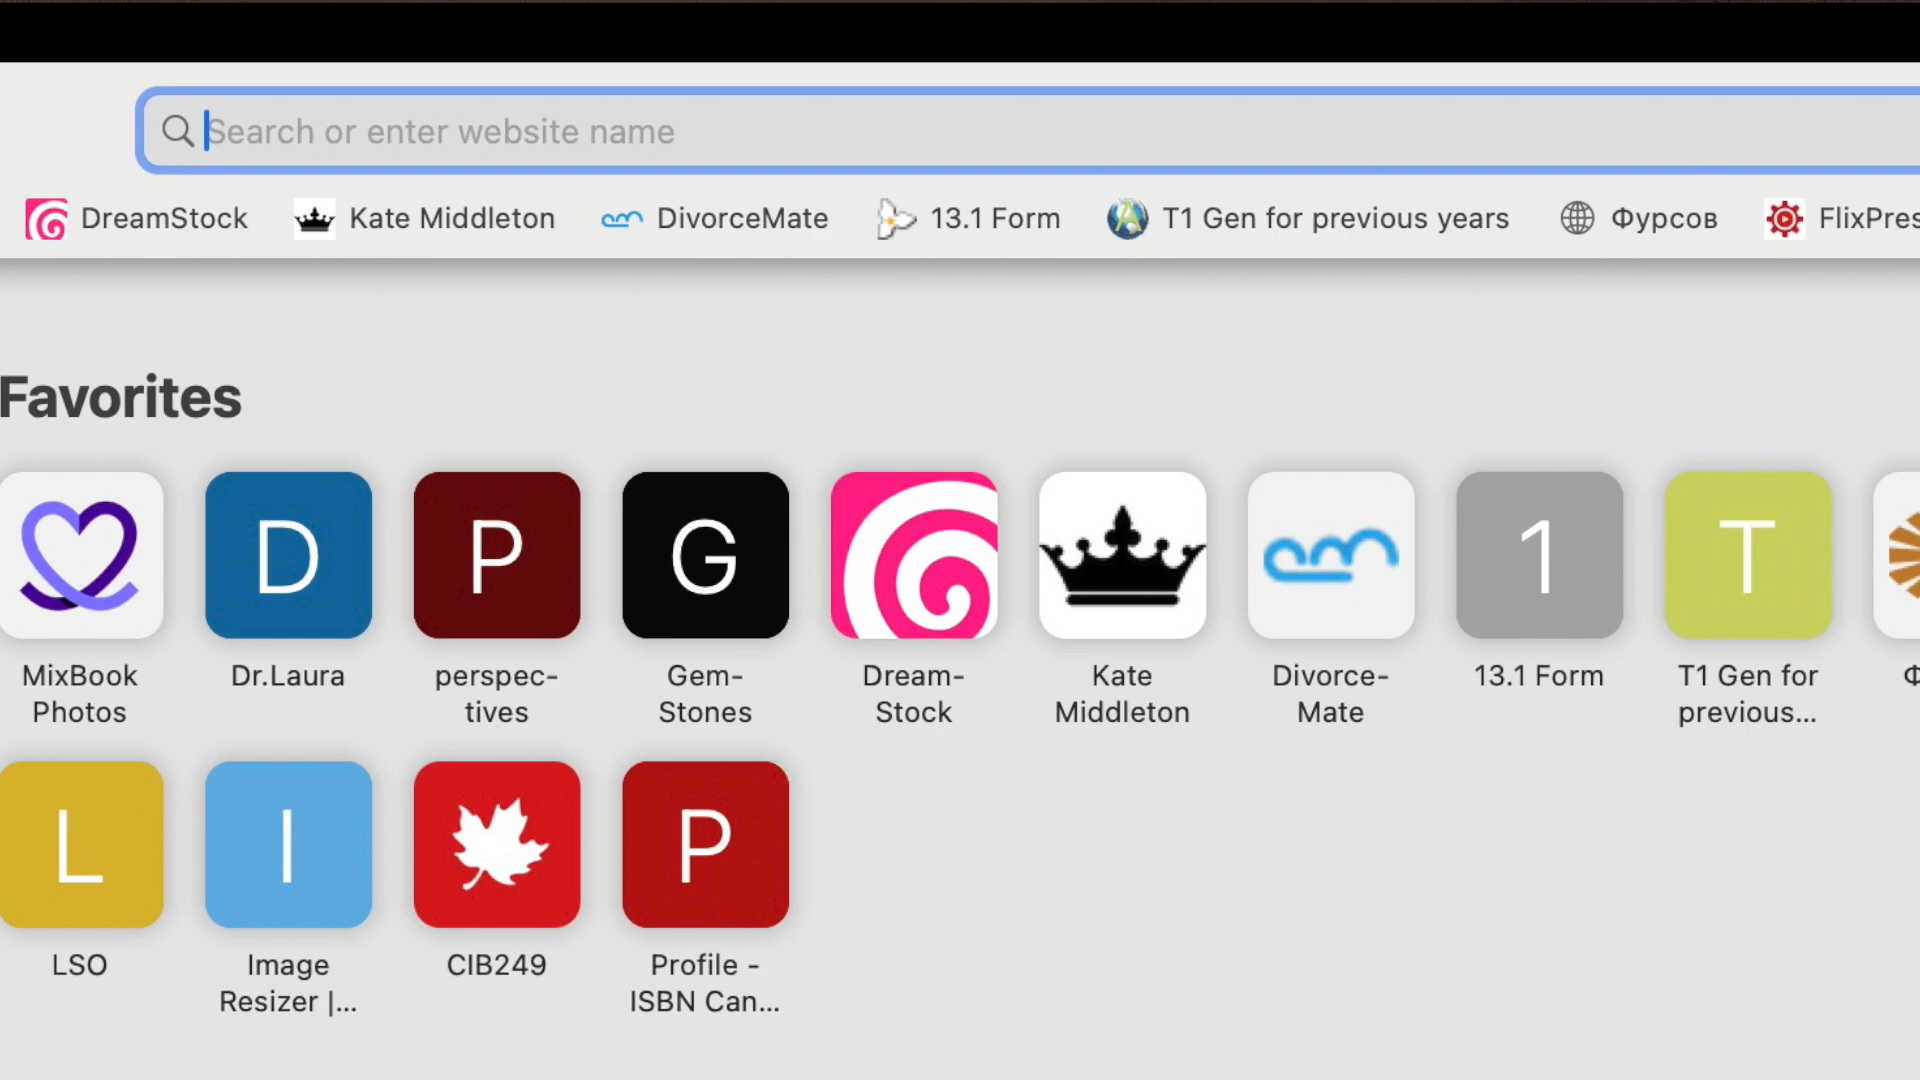 Search or enter website name
DreamStock Kate Middleton DivorceMate 13.1 Form T1 Gen for previous years Фурсов FlixPres
Favorites
D P G 1 T
MixBook Photos
Dr.Laura
perspec-
tives
Gem-
Stones
Dream-
Stock
Kate
Middleton
Divorce-
Mate
13.1 Form
T1 Gen for
previous...
Ф
L I P
LSO
Image
Resizer |...
CIB249
Profile -
ISBN Can...